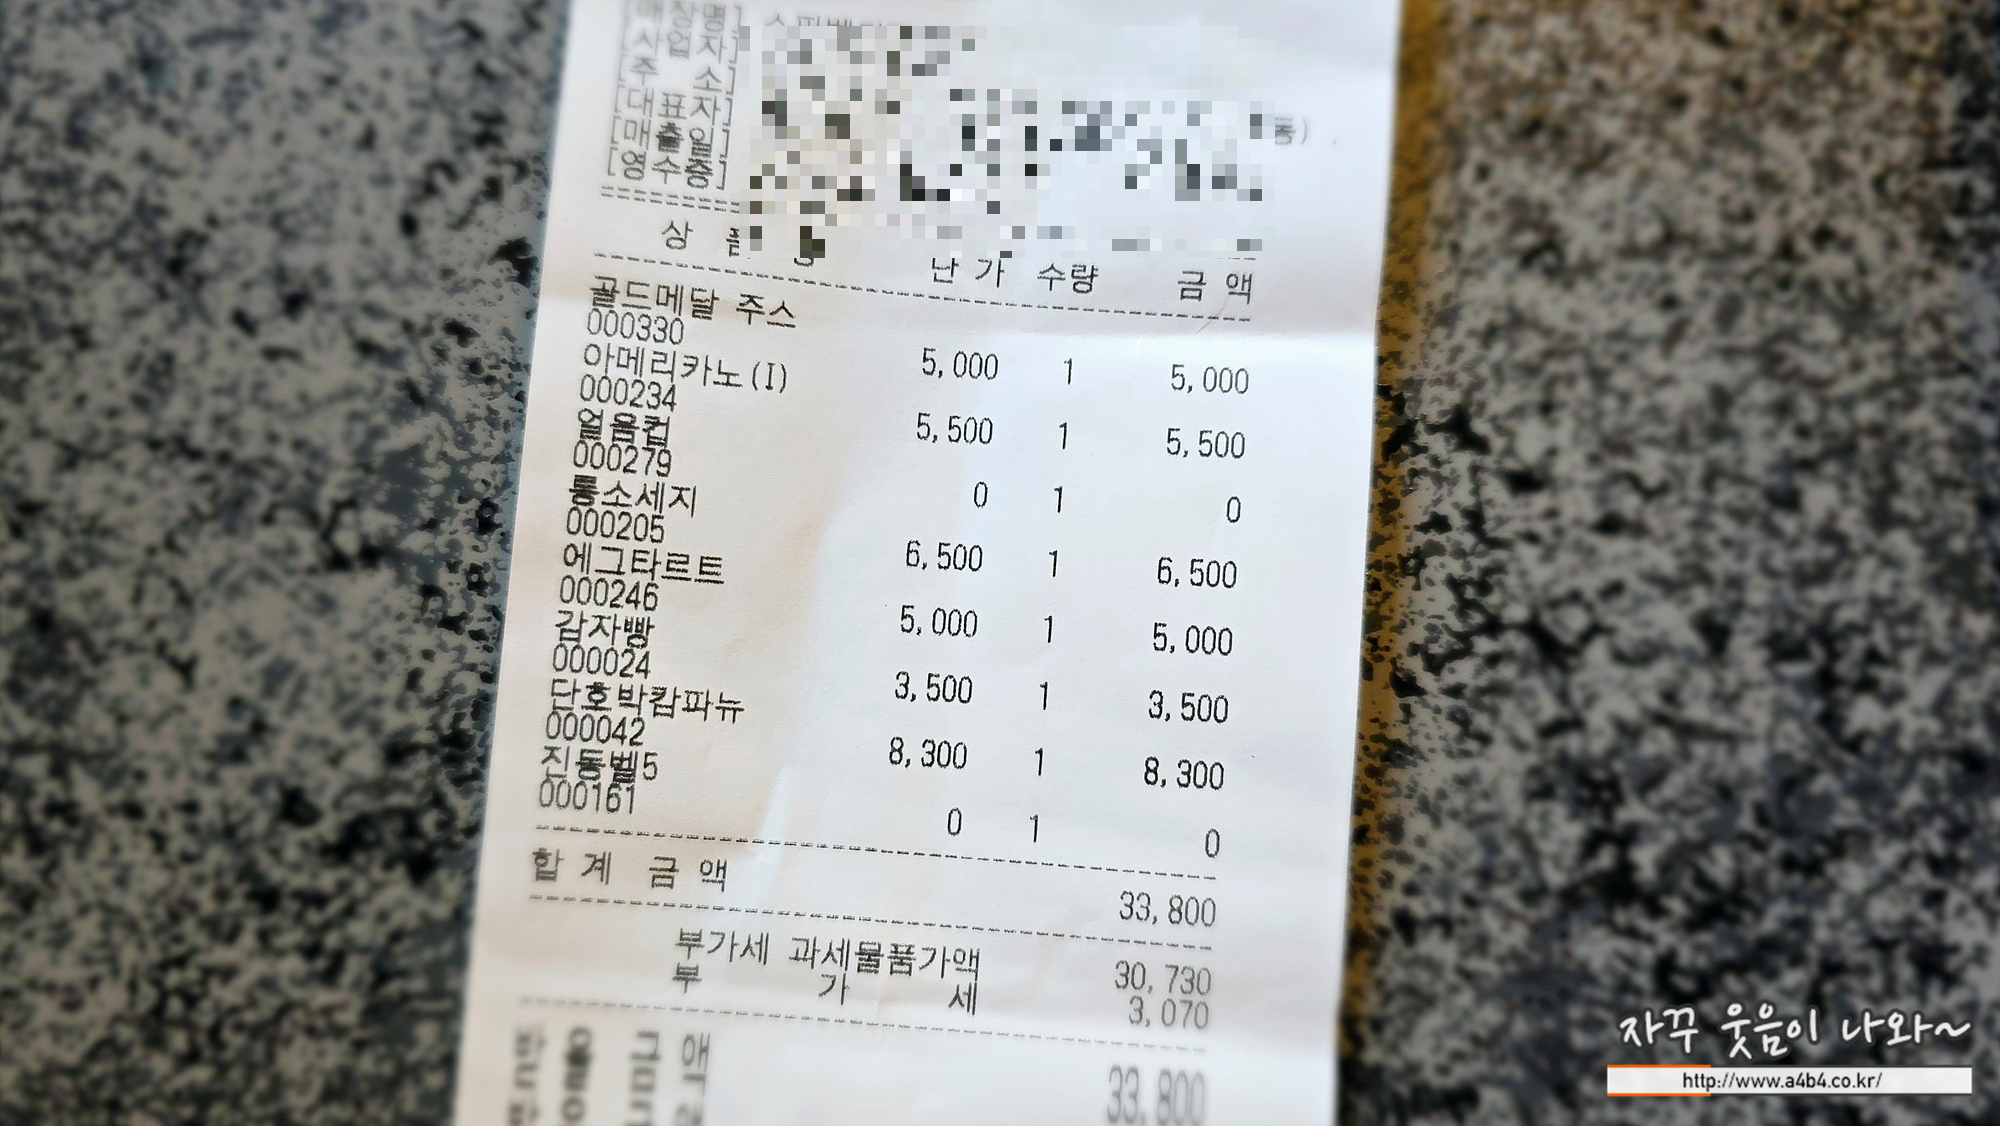 [매장명]
[사업자]
[주 소]
[대표자] 동)
[매출일]
[영수증]
상 품 단가 수량 금액
골드메달 주스
000330 5,000 1 5,000
아메리카노(I)
000234 5,500 1 5,500
얼음컵
000279 0 1 0
통소세지
000205 6,500 1 6,500
에그타르트
000246 5,000 1 5,000
감자빵
000024 3,500 1 3,500
단호박캄파뉴
000042 8,300 1 8,300
진동벨5
000161 0 1 0
합 계 금 액 33,800
부가세 과세물품가액 30,730
부 가 세 3,070
33,800
자꾸 웃음이 나와~
http://www.a4b4.co.kr/